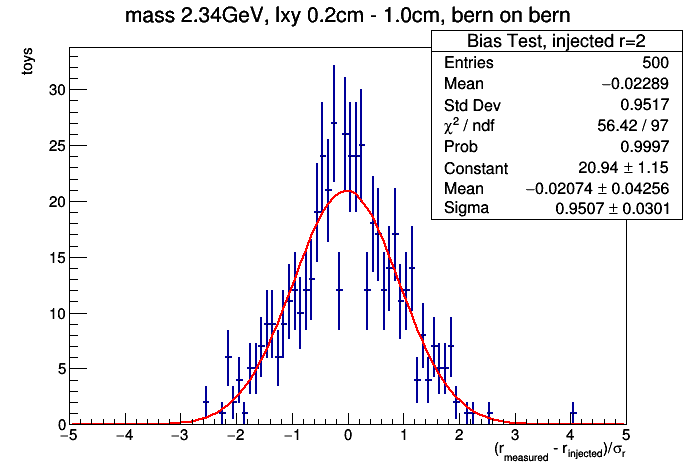 mass 2.34GeV, lxy 0.2cm - 1.0cm, bern on bern
Bias Test, injected r=2
Entries 500
Mean −0.02289
Std Dev 0.9517
χ² / ndf 56.42 / 97
Prob 0.9997
Constant 20.94 ± 1.15
Mean −0.02074 ± 0.04256
Sigma 0.9507 ± 0.0301
toys
30
25
20
15
10
5
0
−5 −4 −3 −2 −1 0 1 2 3 4 5
(r_measured - r_injected)/σ_r